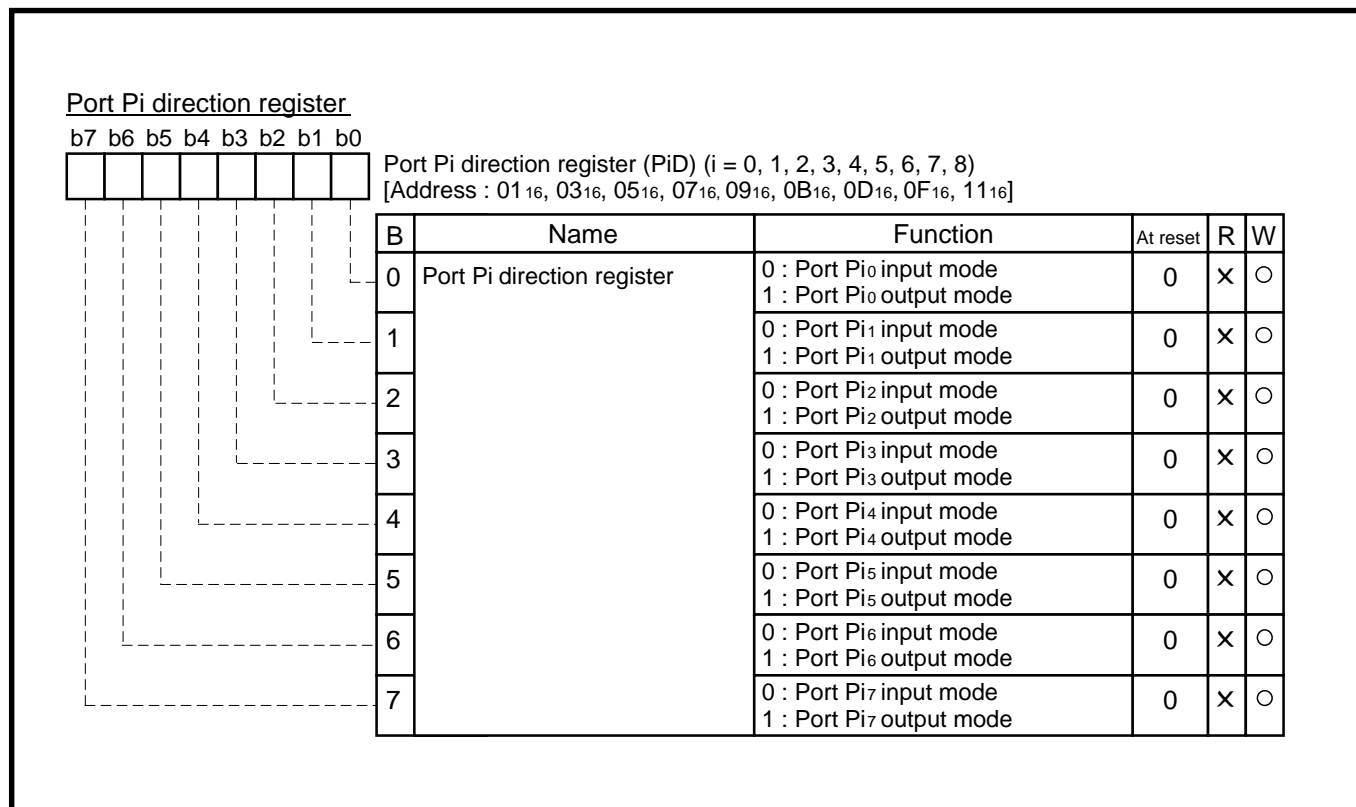 Port Pi direction register
b7 b6 b5 b4 b3 b2 b1 b0
Port Pi direction register (PiD) (i = 0, 1, 2, 3, 4, 5, 6, 7, 8)
[Address : 0116, 0316, 0516, 0716, 0916, 0B16, 0D16, 0F16, 1116]
B Name Function At reset R W
0 Port Pi direction register 0 : Port Pi0 input mode 0 × ○
1 : Port Pi0 output mode
1 0 : Port Pi1 input mode 0 × ○
1 : Port Pi1 output mode
2 0 : Port Pi2 input mode 0 × ○
1 : Port Pi2 output mode
3 0 : Port Pi3 input mode 0 × ○
1 : Port Pi3 output mode
4 0 : Port Pi4 input mode 0 × ○
1 : Port Pi4 output mode
5 0 : Port Pi5 input mode 0 × ○
1 : Port Pi5 output mode
6 0 : Port Pi6 input mode 0 × ○
1 : Port Pi6 output mode
7 0 : Port Pi7 input mode 0 × ○
1 : Port Pi7 output mode